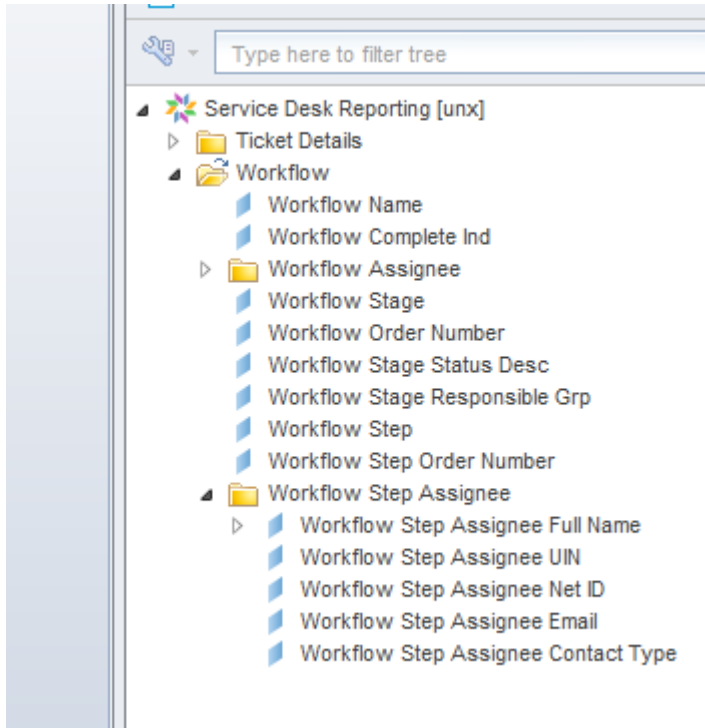 Type here to filter tree
Service Desk Reporting [unx]
Ticket Details
Workflow
Workflow Name
Workflow Complete Ind
Workflow Assignee
Workflow Stage
Workflow Order Number
Workflow Stage Status Desc
Workflow Stage Responsible Grp
Workflow Step
Workflow Step Order Number
Workflow Step Assignee
Workflow Step Assignee Full Name
Workflow Step Assignee UIN
Workflow Step Assignee Net ID
Workflow Step Assignee Email
Workflow Step Assignee Contact Type